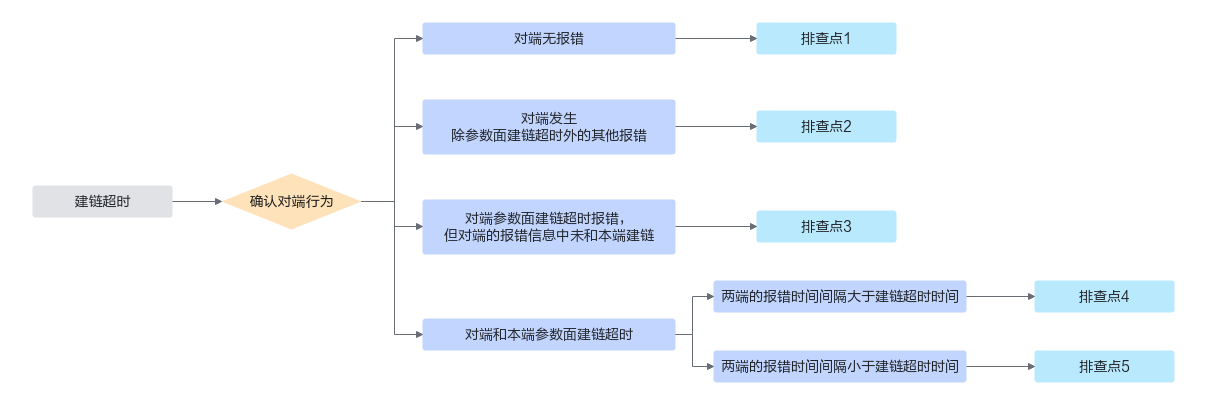 对端无报错
排查点1
对端发生
除参数面建链超时外的其他报错
排查点2
建链超时
确认对端行为
对端参数面建链超时报错，
但对端的报错信息中未和本端建链
排查点3
两端的报错时间间隔大于建链超时时间
排查点4
对端和本端参数面建链超时
两端的报错时间间隔小于建链超时时间
排查点5